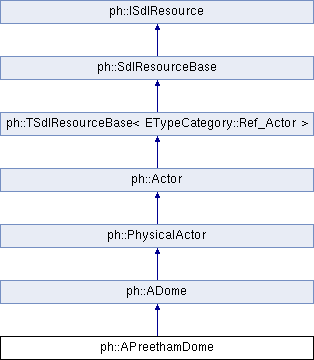 ph::ISdlResource
ph::SdlResourceBase
ph::TSdlResourceBase< ETypeCategory::Ref_Actor >
ph::Actor
ph::PhysicalActor
ph::ADome
ph::APreethamDome